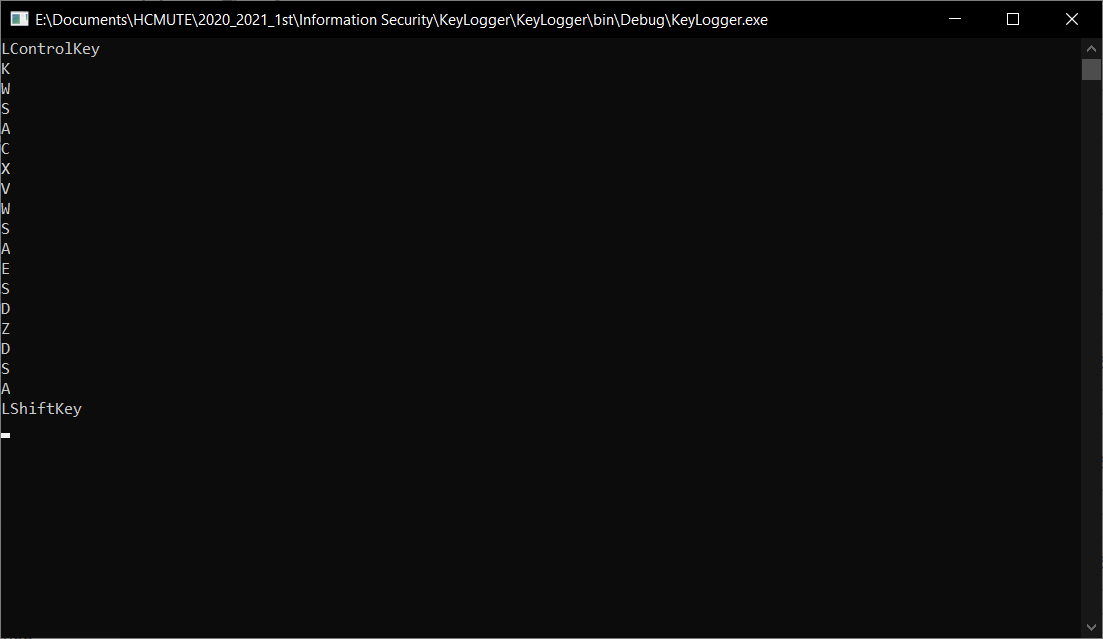 E:\Documents\HCMUTE\2020_2021_1st\Information Security\KeyLogger\KeyLogger\bin\Debug\KeyLogger.exe
LControlKey
K
W
S
A
C
X
V
W
S
A
E
S
D
Z
D
S
A
LShiftKey